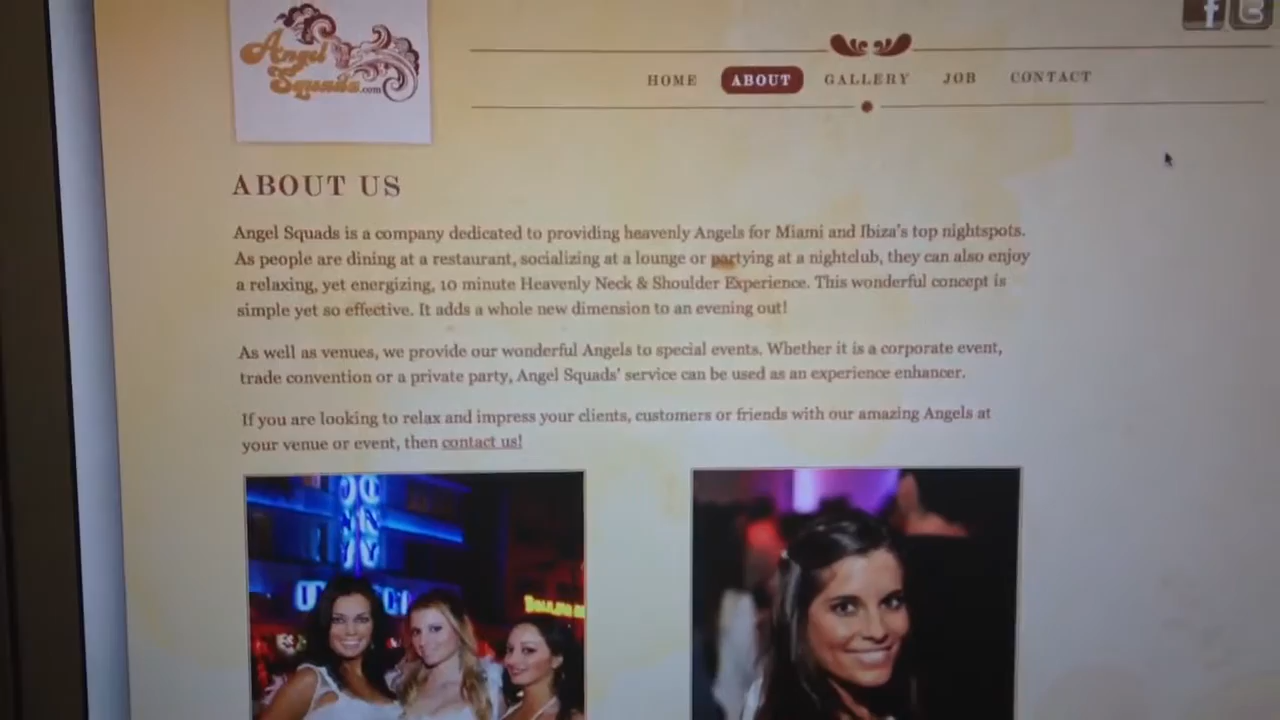 Angel
Squads.com
HOME ABOUT GALLERY JOB CONTACT
ABOUT US
Angel Squads is a company dedicated to providing heavenly Angels for Miami and Ibiza's top nightspots.
As people are dining at a restaurant, socializing at a lounge or partying at a nightclub, they can also enjoy
a relaxing, yet energizing, 10 minute Heavenly Neck & Shoulder Experience. This wonderful concept is
simple yet so effective. It adds a whole new dimension to an evening out!
As well as venues, we provide our wonderful Angels to special events. Whether it is a corporate event,
trade convention or a private party, Angel Squads' service can be used as an experience enhancer.
If you are looking to relax and impress your clients, customers or friends with our amazing Angels at
your venue or event, then contact us!